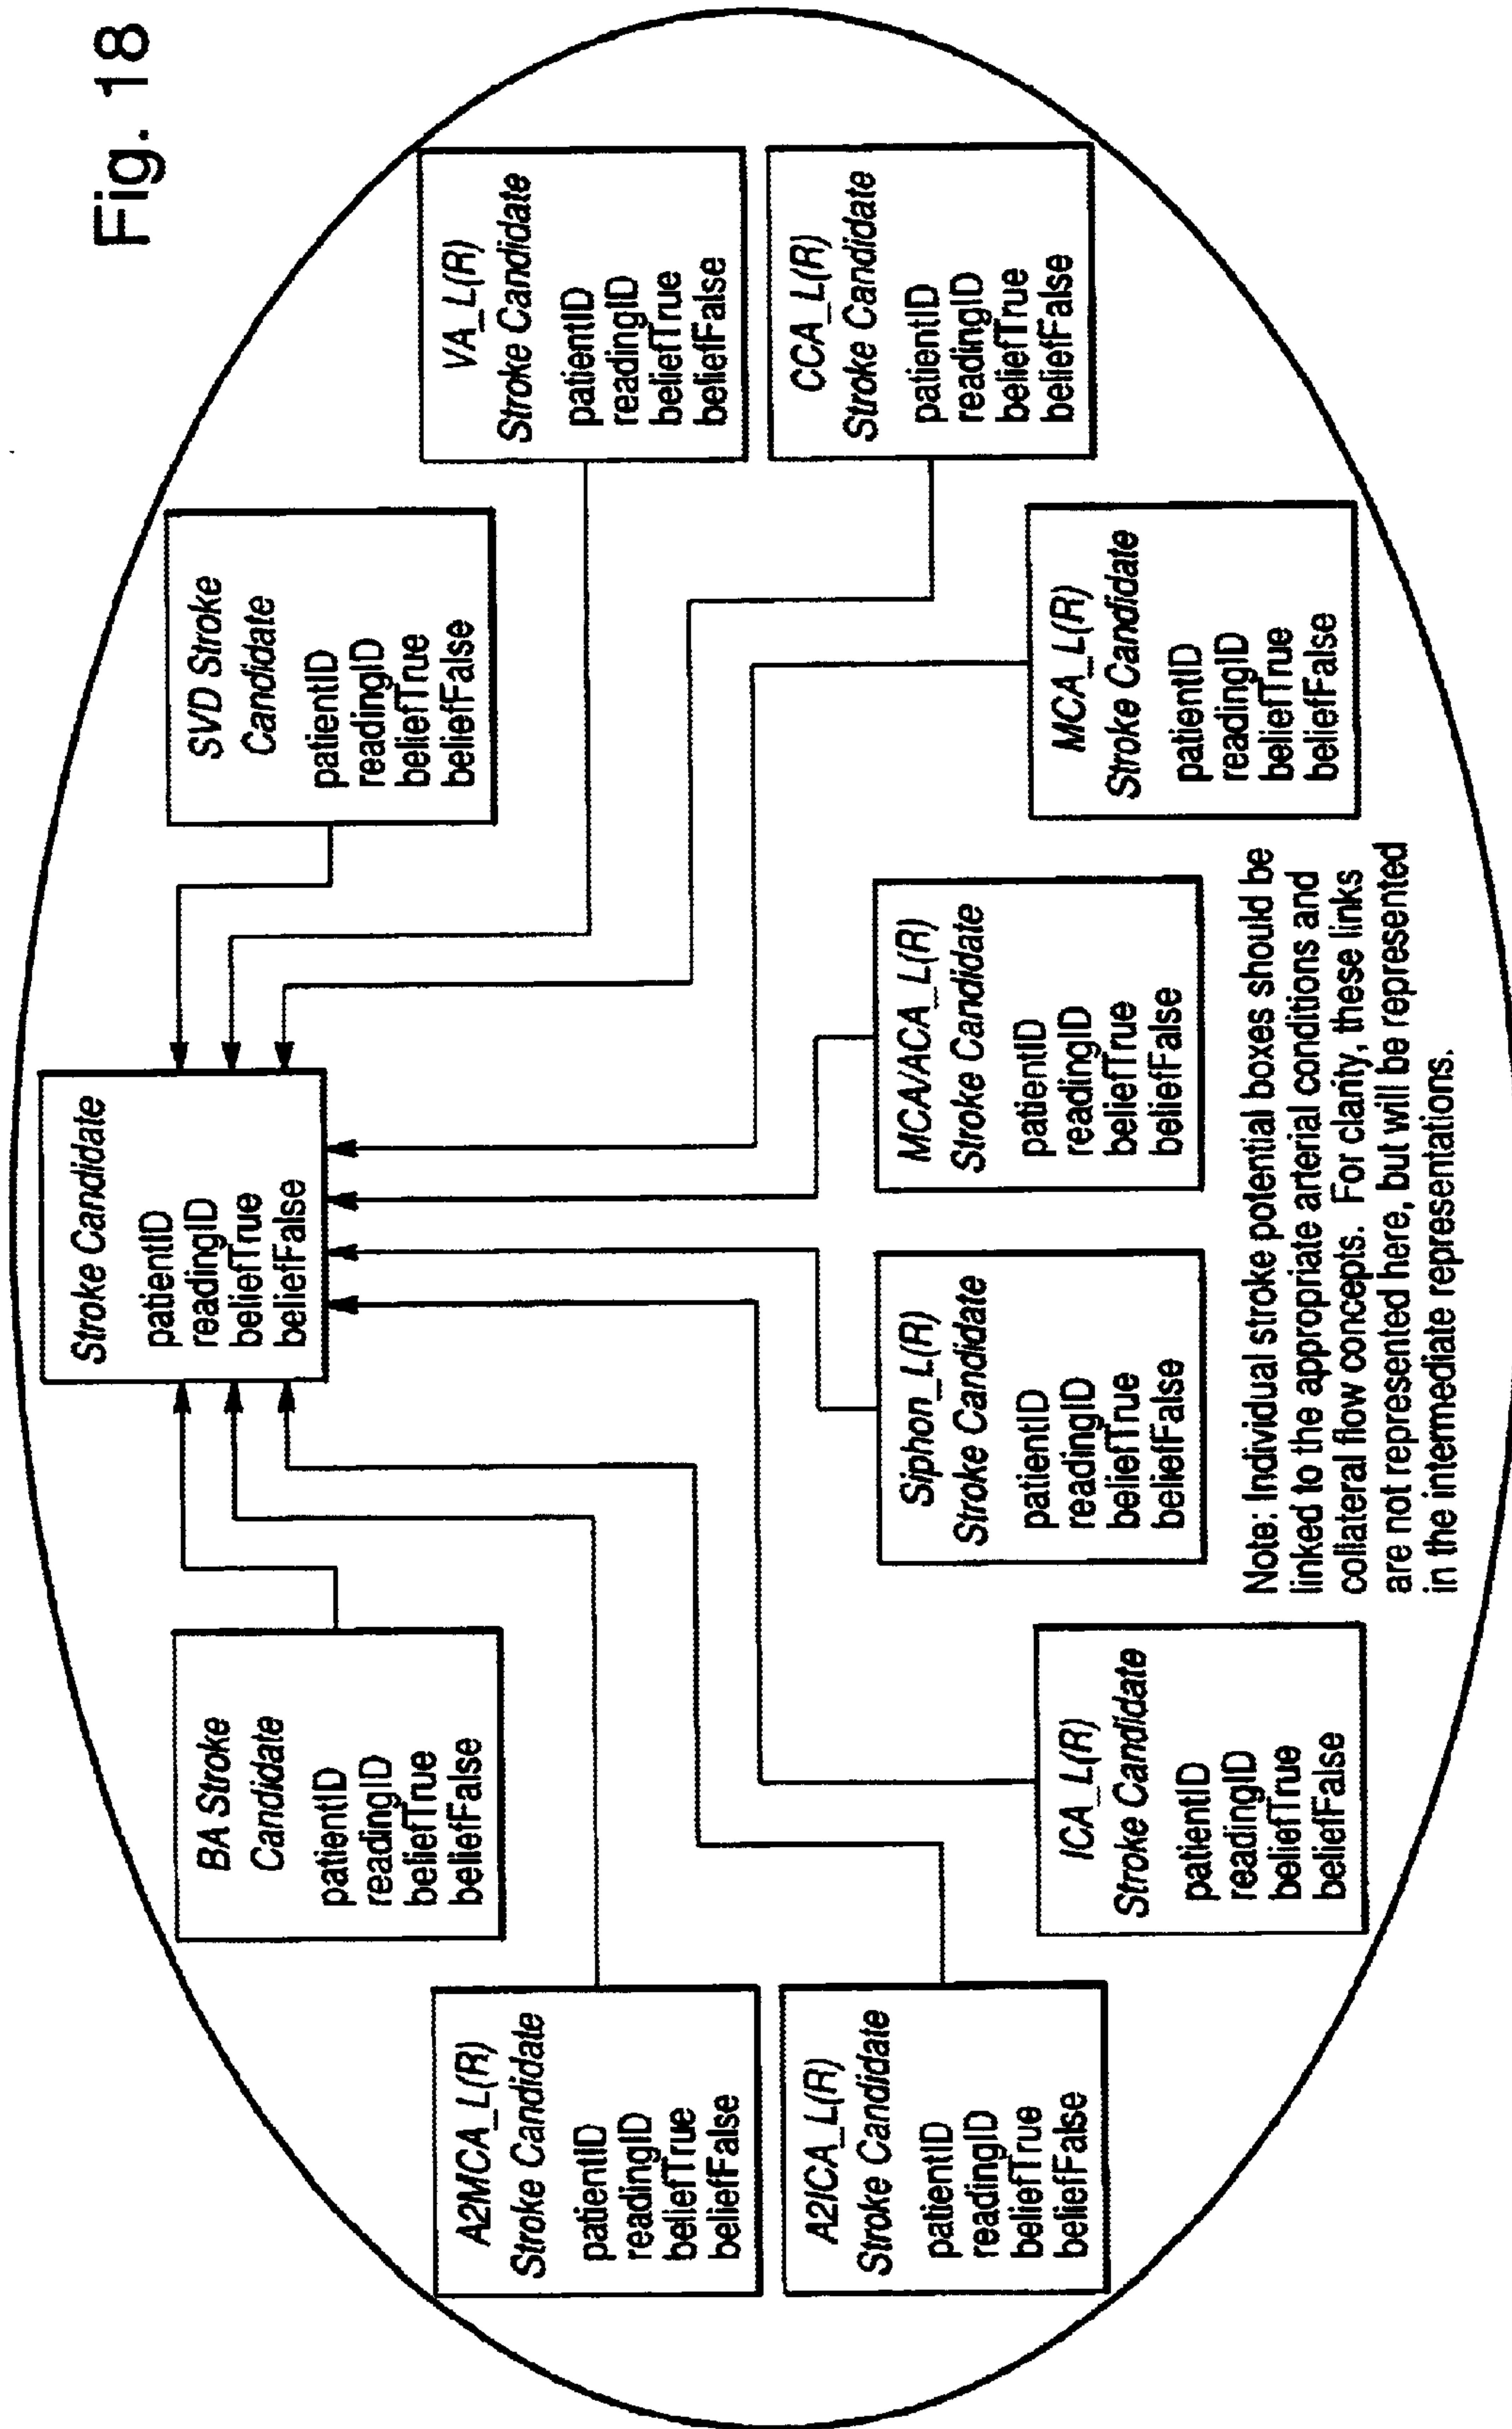 Fig. 18
Stroke Candidate
patientID
readingID
beliefTrue
beliefFalse
BA Stroke
Candidate
patientID
readingID
beliefTrue
beliefFalse
SVD Stroke
Candidate
patientID
readingID
beliefTrue
beliefFalse
A2MCA_L(R)
Stroke Candidate
patientID
readingID
beliefTrue
beliefFalse
VA_L(R)
Stroke Candidate
patientID
readingID
beliefTrue
beliefFalse
A2ICA_L(R)
Stroke Candidate
patientID
readingID
beliefTrue
beliefFalse
CCA_L(R)
Stroke Candidate
patientID
readingID
beliefTrue
beliefFalse
ICA_L(R)
Stroke Candidate
patientID
readingID
beliefTrue
beliefFalse
Siphon_L(R)
Stroke Candidate
patientID
readingID
beliefTrue
beliefFalse
MCA/ACA_L(R)
Stroke Candidate
patientID
readingID
beliefTrue
beliefFalse
MCA_L(R)
Stroke Candidate
patientID
readingID
beliefTrue
beliefFalse
Note: Individual stroke potential boxes should be
linked to the appropriate arterial conditions and
collateral flow concepts. For clarity, these links
are not represented here, but will be represented
in the intermediate representations.